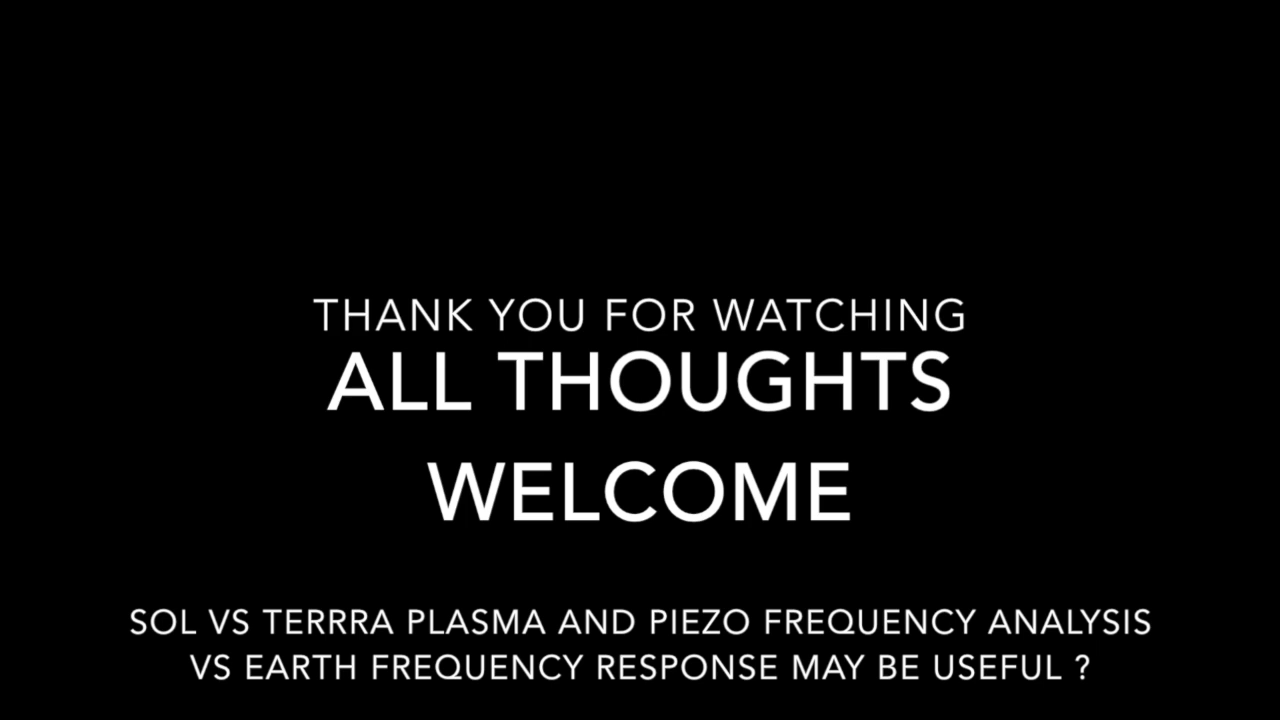 THANK YOU FOR WATCHING
ALL THOUGHTS
WELCOME
SOL VS TERRRA PLASMA AND PIEZO FREQUENCY ANALYSIS
VS EARTH FREQUENCY RESPONSE MAY BE USEFUL ?